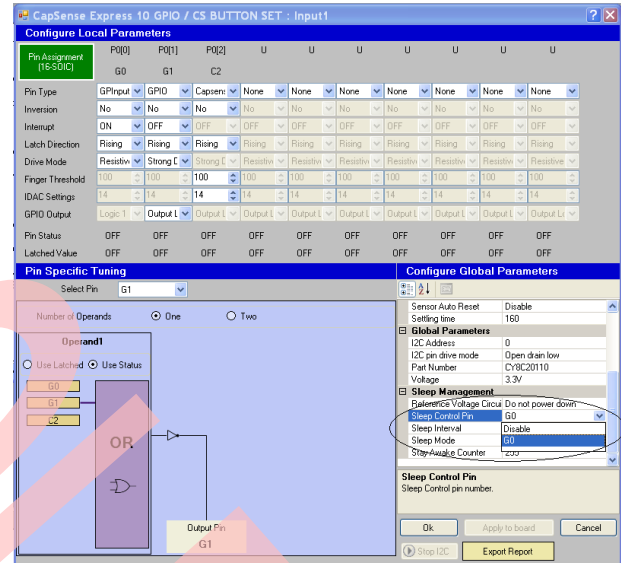 CapSense Express 10 GPIO / CS BUTTON SET : Input1
Configure Local Parameters
Pin Assignment (16-SOIC) P0[0] P0[1] P0[2] U U U U U U U
G0 G1 C2
Pin Type GPInput GPIO Capsens None None None None None None None
Inversion No No No No No No No No No No
Interrupt ON OFF OFF OFF OFF OFF OFF OFF OFF OFF
Latch Direction Rising Rising Rising Rising Rising Rising Rising Rising Rising Rising
Drive Mode Resistiv Strong D Strong D Resistiv Resistiv Resistiv Resistiv Resistiv Resistiv Resistive
Finger Threshold 100 100 100 100 100 100 100 100 100 100
IDAC Settings 14 14 14 14 14 14 14 14 14 14
GPIO Output Logic 1 Output L Output L Output L Output L Output L Output L Output L Output L Output Lo
Pin Status OFF OFF OFF OFF OFF OFF OFF OFF OFF OFF
Latched Value OFF OFF OFF OFF OFF OFF OFF OFF OFF OFF
Pin Specific Tuning
Select Pin G1
Number of Operands One Two
Operand1
Use Latched Use Status
G0
G1
C2
OR
Output Pin
G1
Configure Global Parameters
Sensor Auto Reset Disable
Settling time 160
Global Parameters
I2C Address 0
I2C pin drive mode Open drain low
Part Number CY8C20110
Voltage 3.3V
Sleep Management
Reference Voltage Circui Do not power down
Sleep Control Pin G0
Sleep Interval Disable
Sleep Mode G0
Stay Awake Counter 255
Sleep Control Pin
Sleep Control pin number.
Ok Apply to board Cancel
Stop I2C Export Report